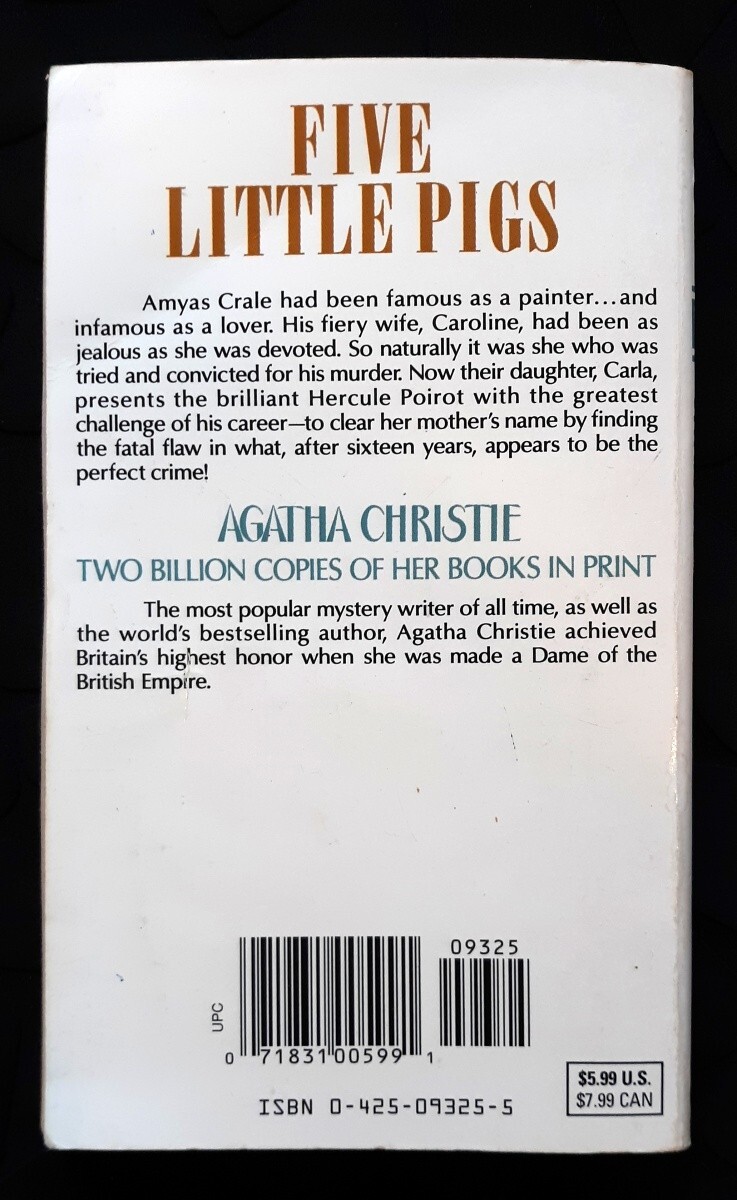 FIVE
LITTLE PIGS
Amyas Crale had been famous as a painter...and
infamous as a lover. His fiery wife, Caroline, had been as
jealous as she was devoted. So naturally it was she who was
tried and convicted for his murder. Now their daughter, Carla,
presents the brilliant Hercule Poirot with the greatest
challenge of his career—to clear her mother's name by finding
the fatal flaw in what, after sixteen years, appears to be the
perfect crime!
AGATHA CHRISTIE
TWO BILLION COPIES OF HER BOOKS IN PRINT
The most popular mystery writer of all time, as well as
the world's bestselling author, Agatha Christie achieved
Britain's highest honor when she was made a Dame of the
British Empire.
09325
UPC
0 71831 00599 1
ISBN 0-425-09325-5
$5.99 U.S.
$7.99 CAN